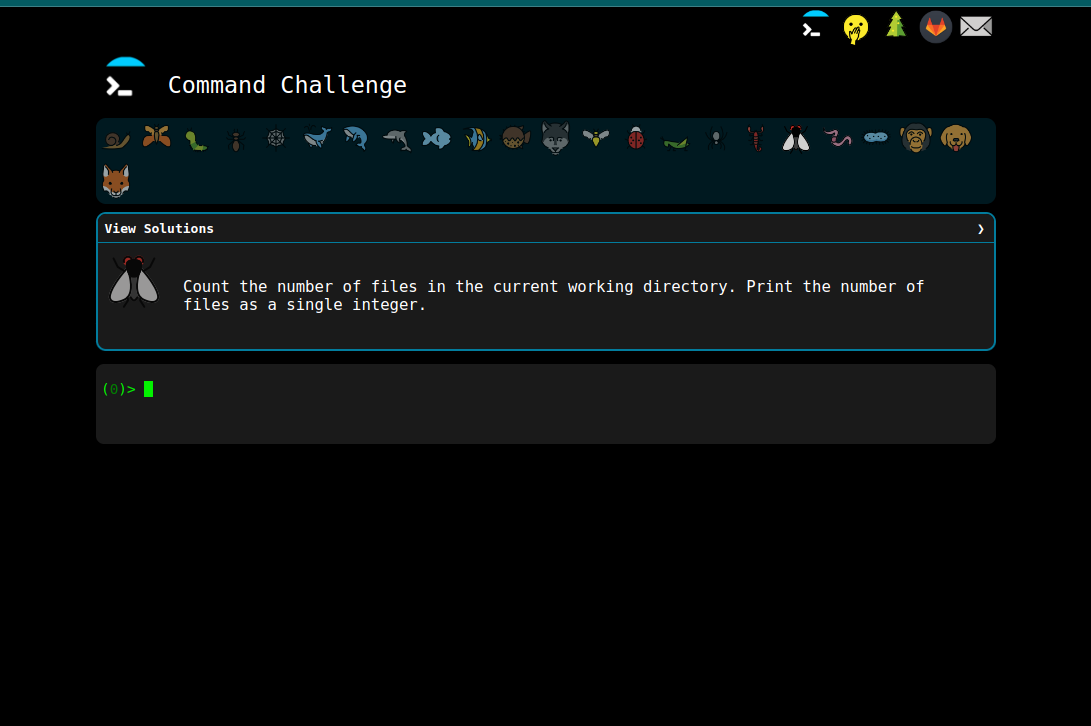 Command Challenge
View Solutions ❯
Count the number of files in the current working directory. Print the number of
files as a single integer.
(0)>